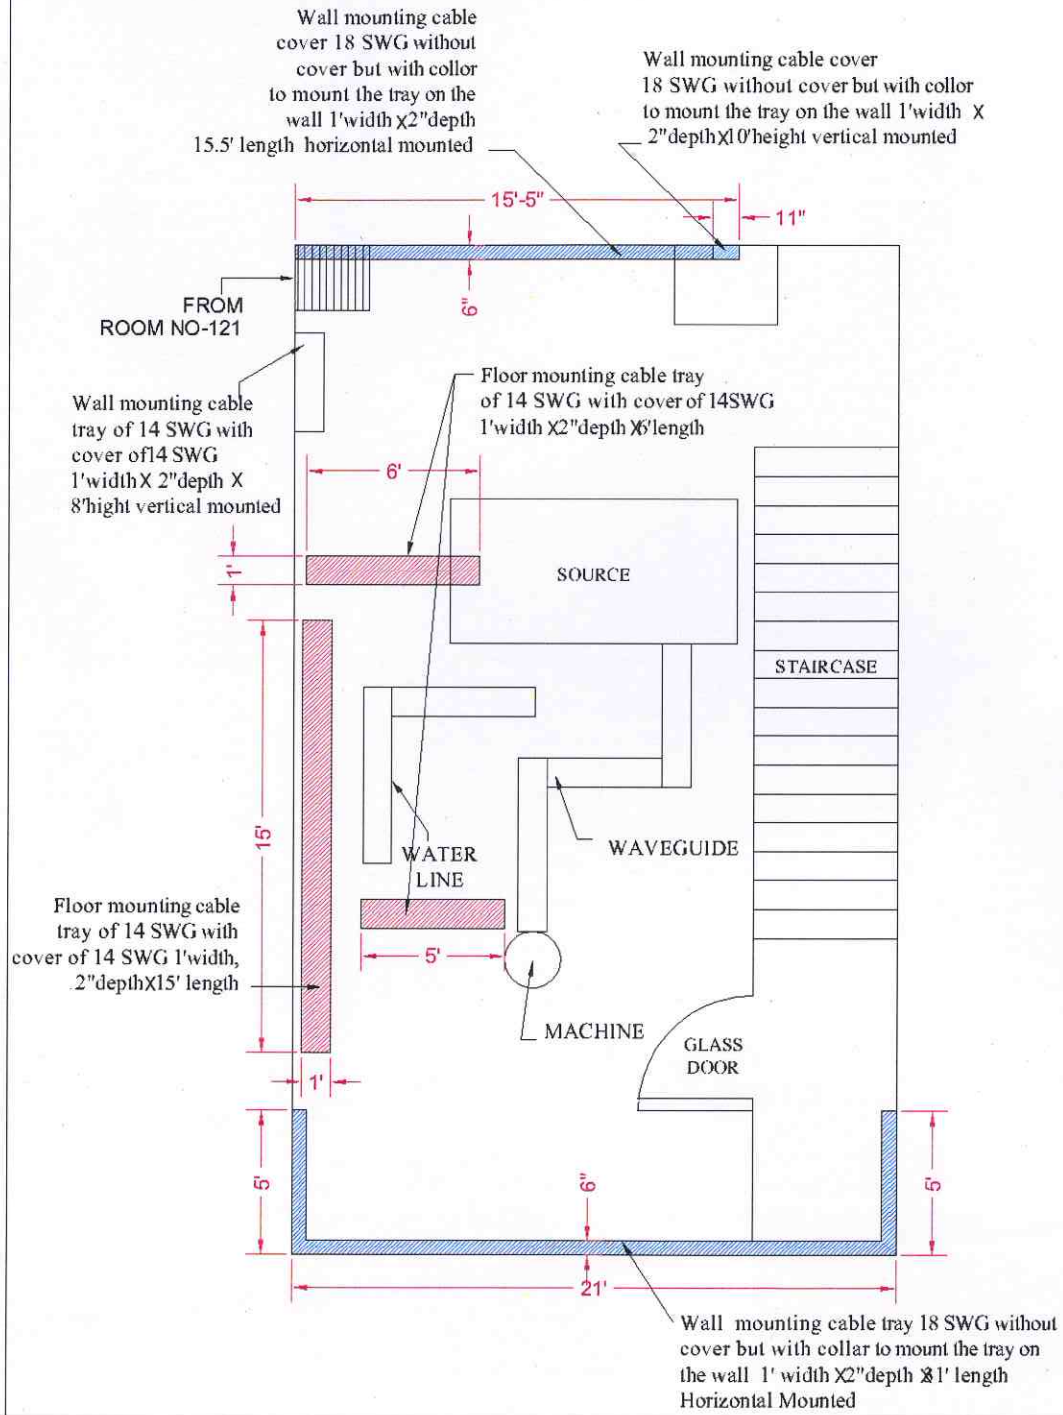 Wall mounting cable
cover 18 SWG without
cover but with collor
to mount the tray on the
wall 1'width X2"depth
15.5' length horizontal mounted
Wall mounting cable cover
18 SWG without cover but with collor
to mount the tray on the wall 1'width X
2"depthX10'height vertical mounted
15'-5"
11"
6"
FROM
ROOM NO-121
Wall mounting cable
tray of 14 SWG with
cover of14 SWG
1'widthX 2"depth X
8'hight vertical mounted
Floor mounting cable tray
of 14 SWG with cover of 14SWG
1'width X2"depth X6'length
6'
1'
SOURCE
STAIRCASE
15'
WATER
LINE
WAVEGUIDE
Floor mounting cable
tray of 14 SWG with
cover of 14 SWG 1'width,
2"depthX15' length
5'
MACHINE
GLASS
DOOR
1'
5'
6"
5'
21'
Wall mounting cable tray 18 SWG without
cover but with collar to mount the tray on
the wall 1' width X2"depth X31' length
Horizontal Mounted